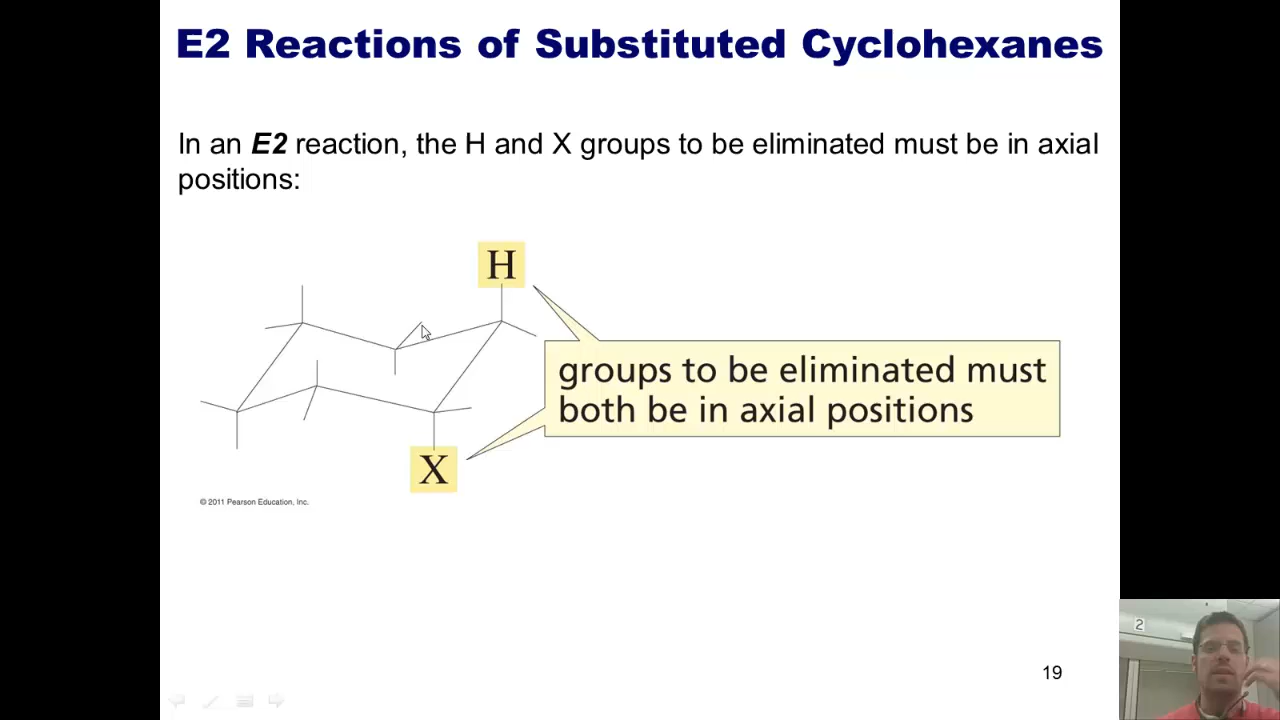 E2 Reactions of Substituted Cyclohexanes
In an E2 reaction, the H and X groups to be eliminated must be in axial
positions:
H
groups to be eliminated must
both be in axial positions
X
© 2011 Pearson Education, Inc.
2
19